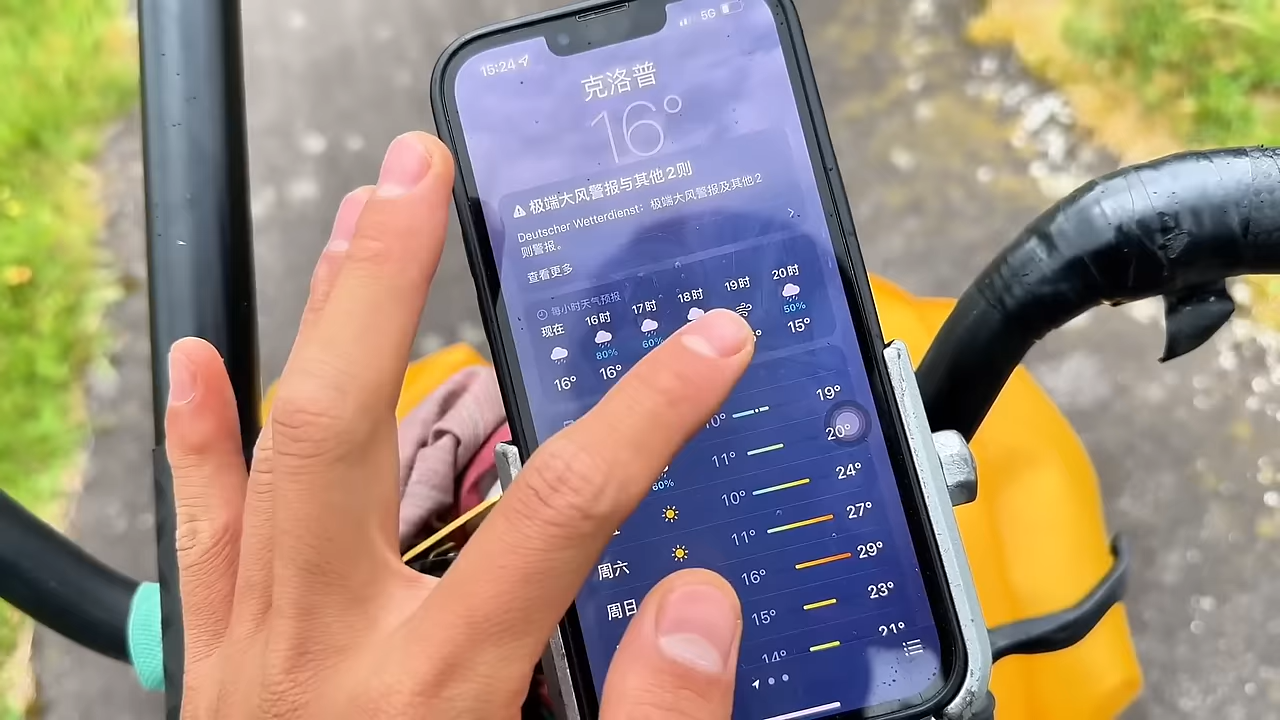 15:24
5G
克洛普
16°
极端大风警报与其他2则
Deutscher Wetterdienst：极端大风警报及其他2
则警报。
查看更多
每小时天气预报
现在 16时 17时 18时 19时 20时
80% 60% 50%
16° 16° 15°
10° 19°
11° 20°
60% 10° 24°
11° 27°
周六 16° 29°
周日 15° 23°
14° 21°